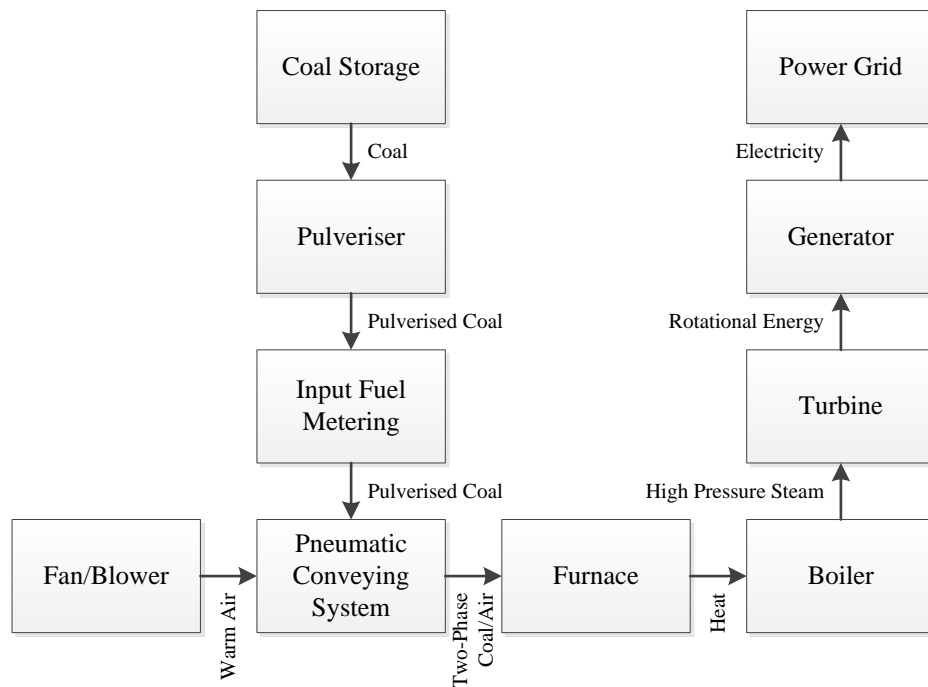 Coal Storage
Power Grid
Coal
Electricity
Pulveriser
Generator
Pulverised Coal
Rotational Energy
Input Fuel
Metering
Turbine
Pulverised Coal
High Pressure Steam
Fan/Blower
Pneumatic
Conveying
System
Furnace
Boiler
Warm Air
Two-Phase
Coal/Air
Heat